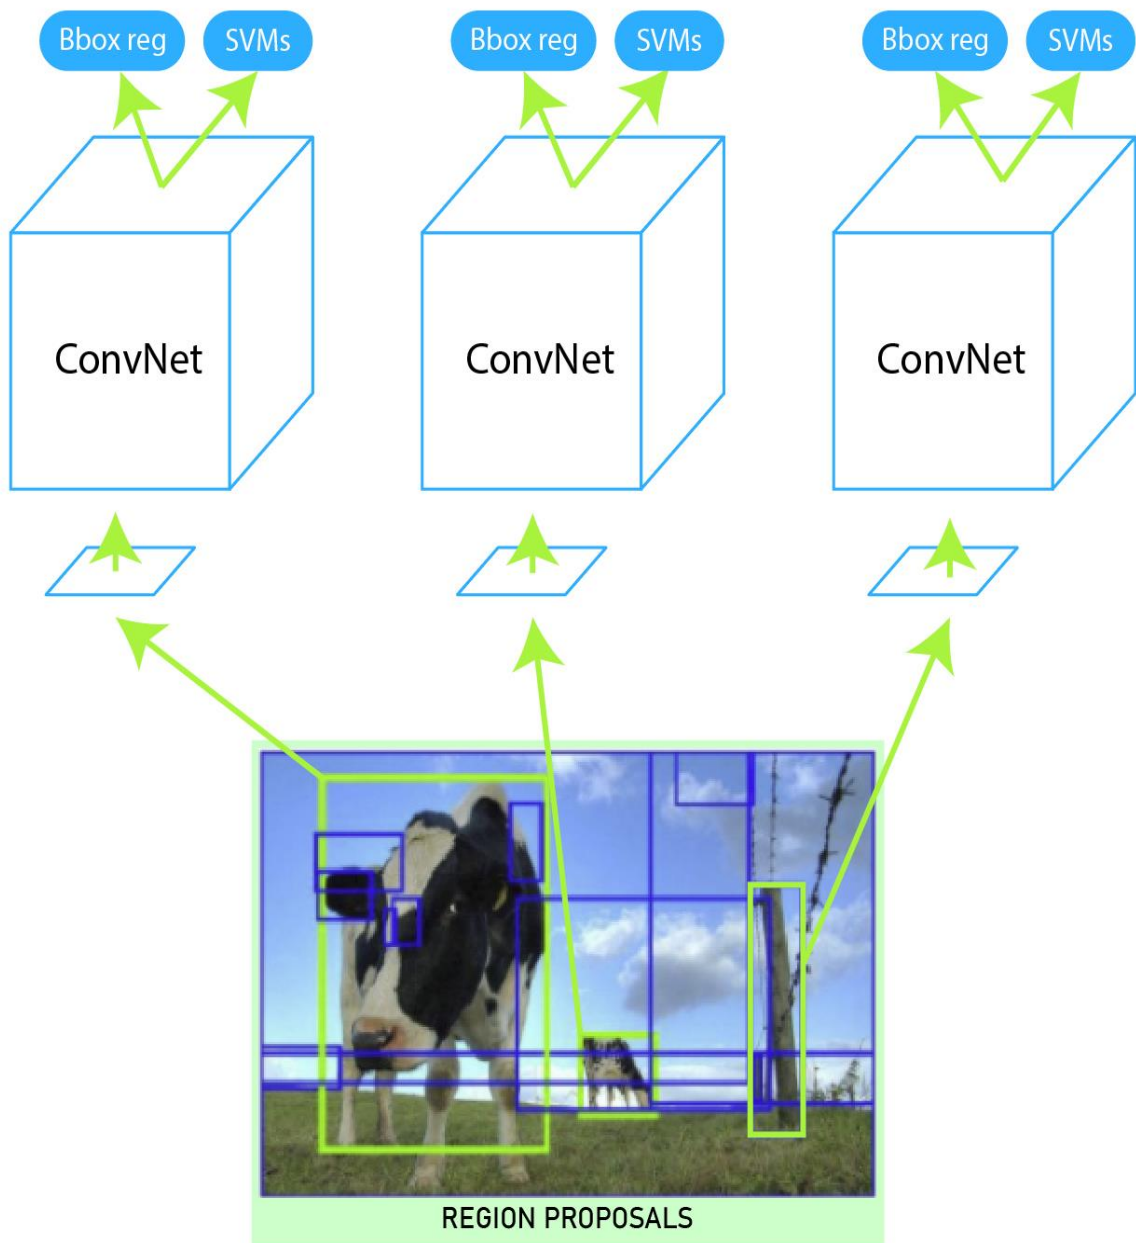 Bbox reg SVMs Bbox reg SVMs Bbox reg SVMs
ConvNet ConvNet ConvNet
REGION PROPOSALS